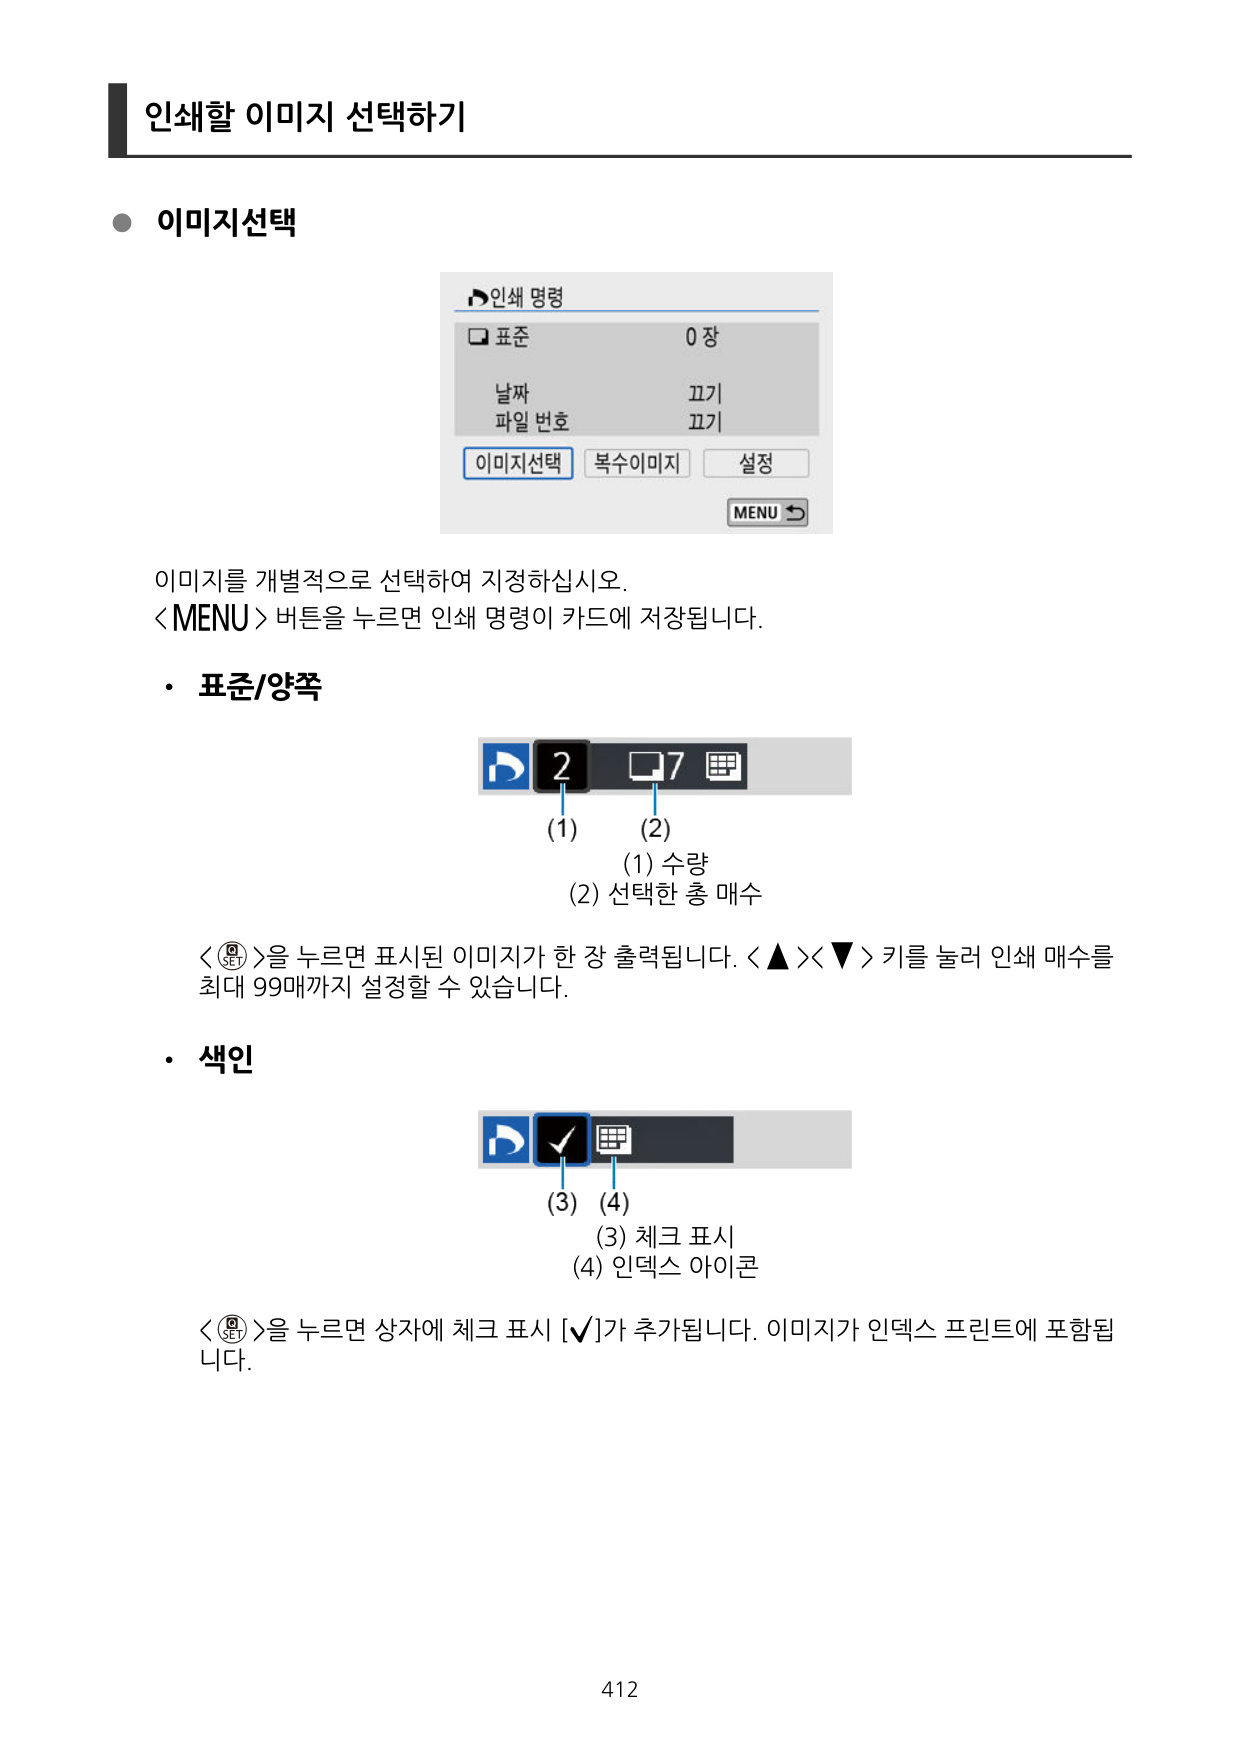 인쇄할 이미지 선택하기
● 이미지선택
인쇄 명령
표준 0 장
날짜 끄기
파일 번호 끄기
이미지선택 복수이미지 설정
MENU
이미지를 개별적으로 선택하여 지정하십시오.
<MENU> 버튼을 누르면 인쇄 명령이 카드에 저장됩니다.
• 표준/양쪽
2 7
(1) (2)
(1) 수량
(2) 선택한 총 매수
<Q SET>을 누르면 표시된 이미지가 한 장 출력됩니다. <▲><▼> 키를 눌러 인쇄 매수를
최대 99매까지 설정할 수 있습니다.
• 색인
✓
(3) (4)
(3) 체크 표시
(4) 인덱스 아이콘
<Q SET>을 누르면 상자에 체크 표시 [✓]가 추가됩니다. 이미지가 인덱스 프린트에 포함됩
니다.
412